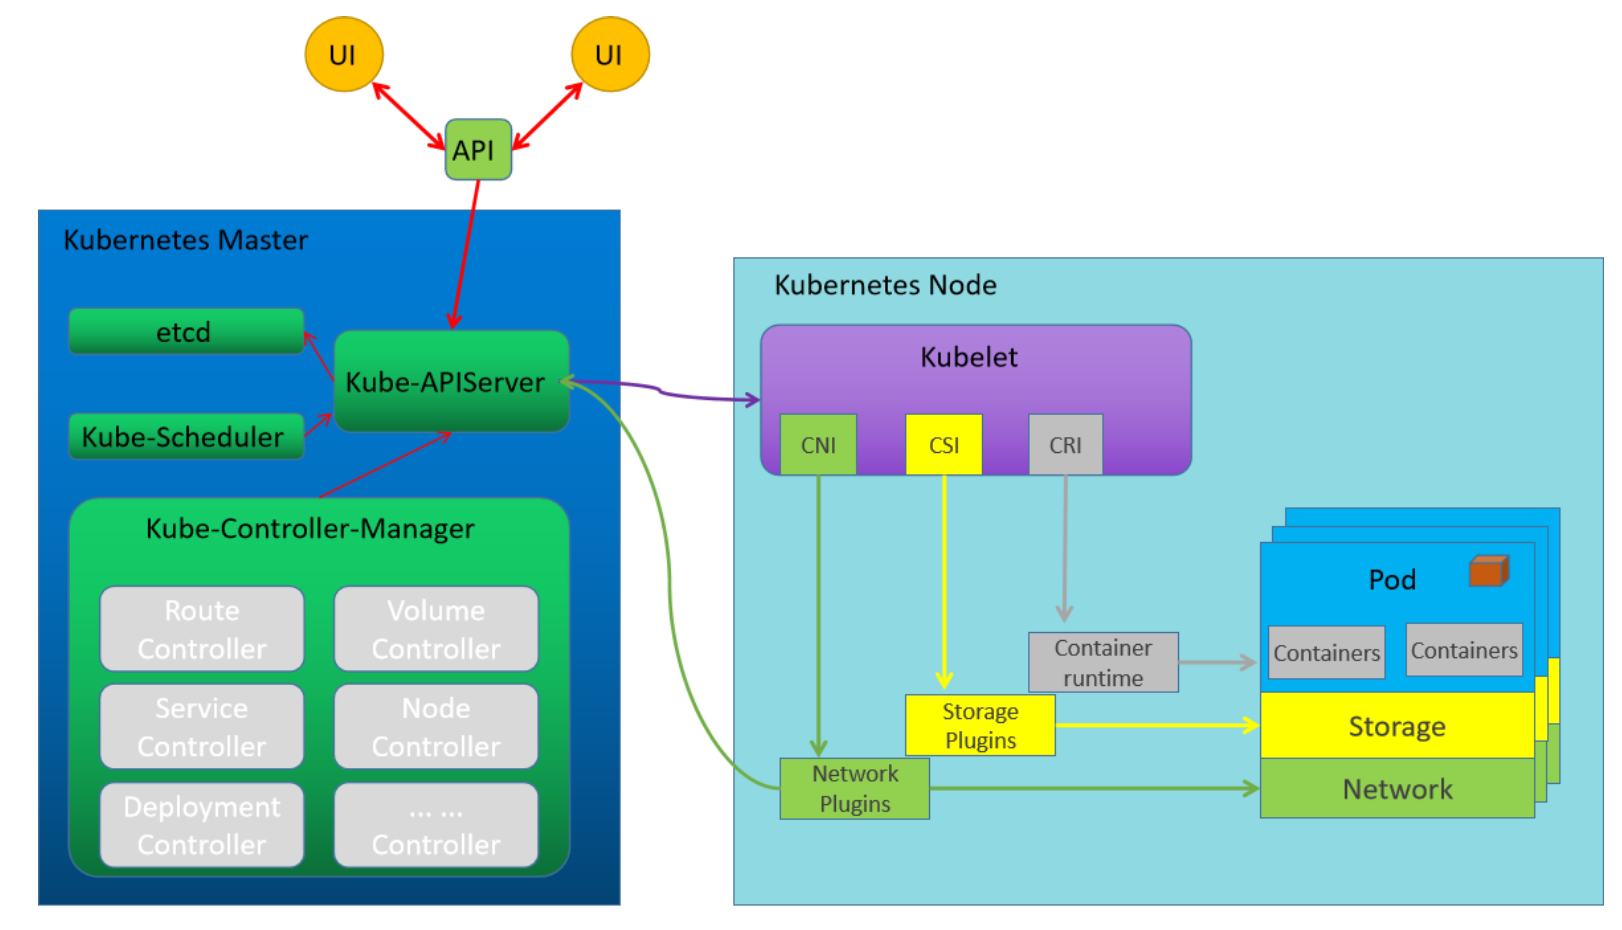 UI
UI
API
Kubernetes Master
etcd
Kube-APIServer
Kube-Scheduler
Kube-Controller-Manager
Route
Controller
Volume
Controller
Service
Controller
Node
Controller
Deployment
Controller
... ...
Controller
Kubernetes Node
Kubelet
CNI
CSI
CRI
Container
runtime
Storage
Plugins
Network
Plugins
Pod
Containers
Containers
Storage
Network